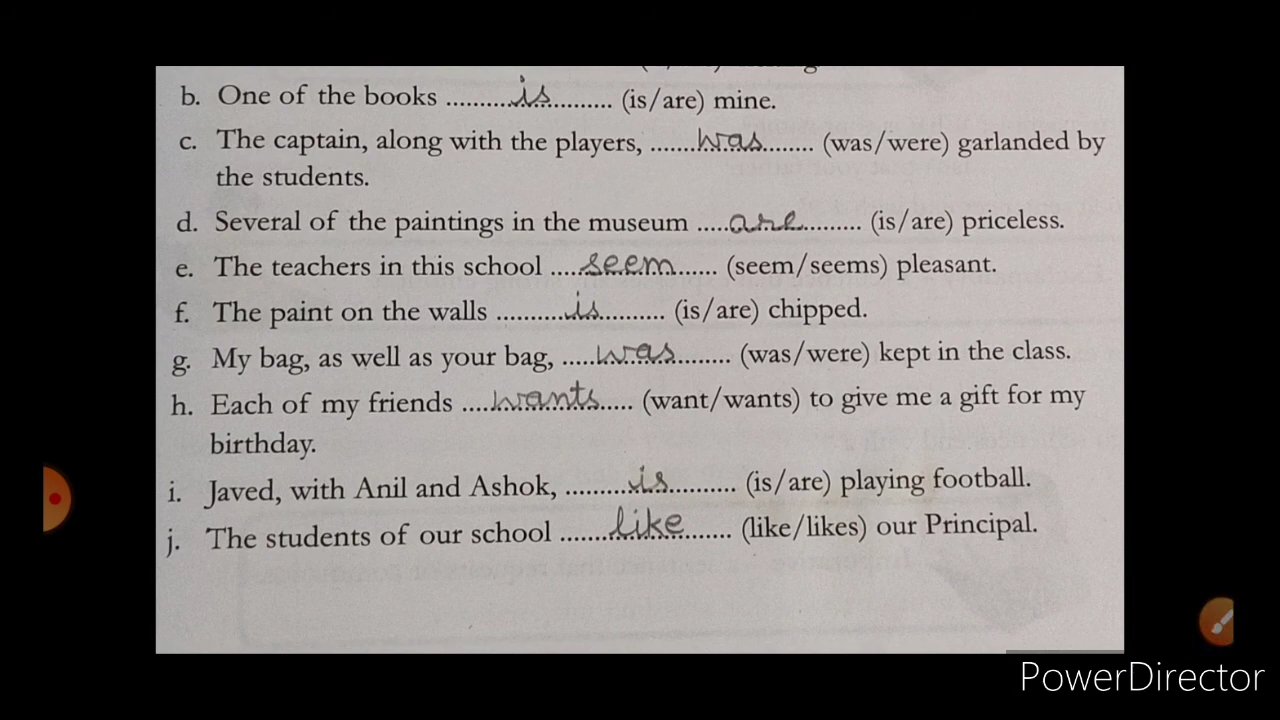 b. One of the books ..........is........... (is/are) mine.
c. The captain, along with the players, .......was........ (was/were) garlanded by
the students.
d. Several of the paintings in the museum .....are.......... (is/are) priceless.
e. The teachers in this school ....seem...... (seem/seems) pleasant.
f. The paint on the walls ...........is........... (is/are) chipped.
g. My bag, as well as your bag, .....was......... (was/were) kept in the class.
h. Each of my friends ....wants..... (want/wants) to give me a gift for my
birthday.
i. Javed, with Anil and Ashok, ..........is........... (is/are) playing football.
j. The students of our school .......like........ (like/likes) our Principal.
PowerDirector